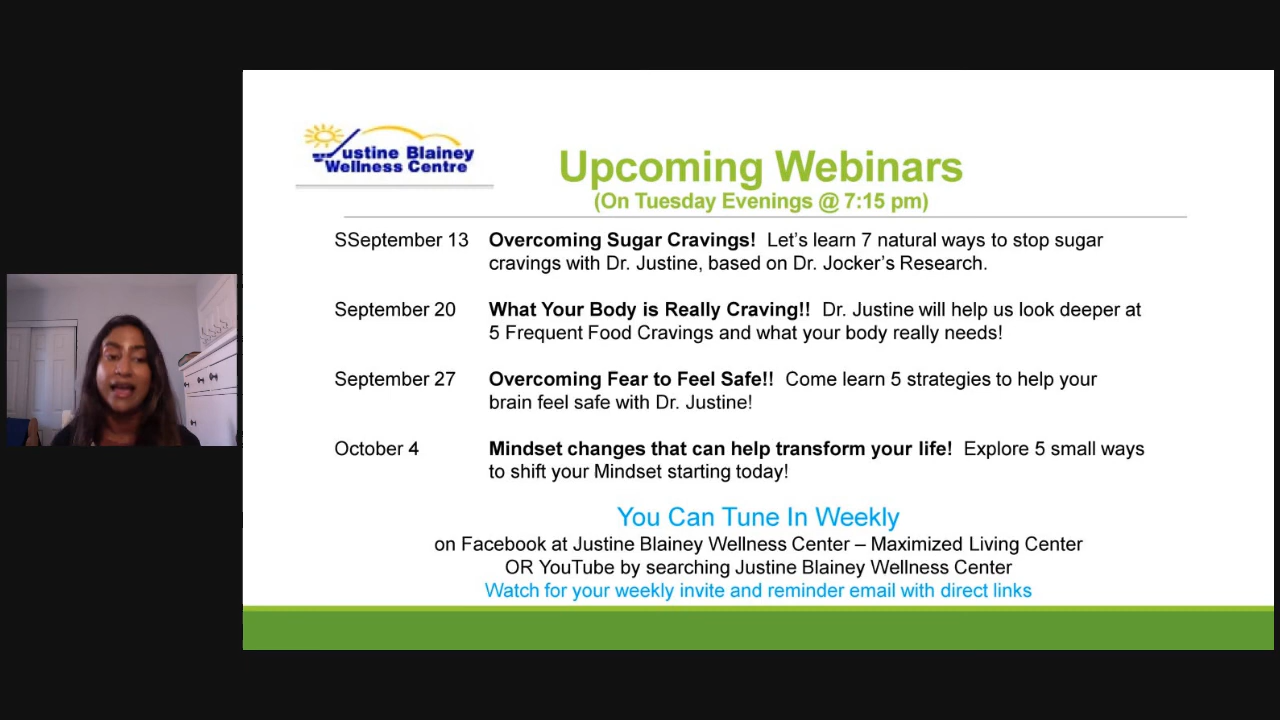 Justine Blainey
Wellness Centre
Upcoming Webinars
(On Tuesday Evenings @ 7:15 pm)
SSeptember 13 Overcoming Sugar Cravings! Let's learn 7 natural ways to stop sugar
cravings with Dr. Justine, based on Dr. Jocker's Research.
September 20 What Your Body is Really Craving!! Dr. Justine will help us look deeper at
5 Frequent Food Cravings and what your body really needs!
September 27 Overcoming Fear to Feel Safe!! Come learn 5 strategies to help your
brain feel safe with Dr. Justine!
October 4 Mindset changes that can help transform your life! Explore 5 small ways
to shift your Mindset starting today!
You Can Tune In Weekly
on Facebook at Justine Blainey Wellness Center – Maximized Living Center
OR YouTube by searching Justine Blainey Wellness Center
Watch for your weekly invite and reminder email with direct links